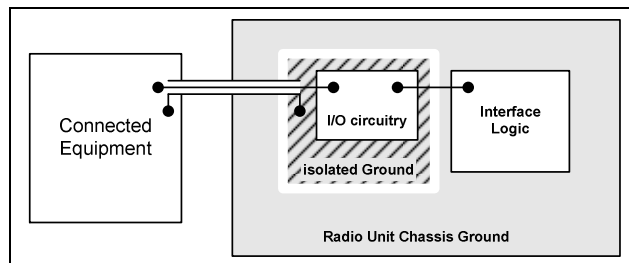 Connected
Equipment
I/O circuitry
isolated Ground
Interface
Logic
Radio Unit Chassis Ground